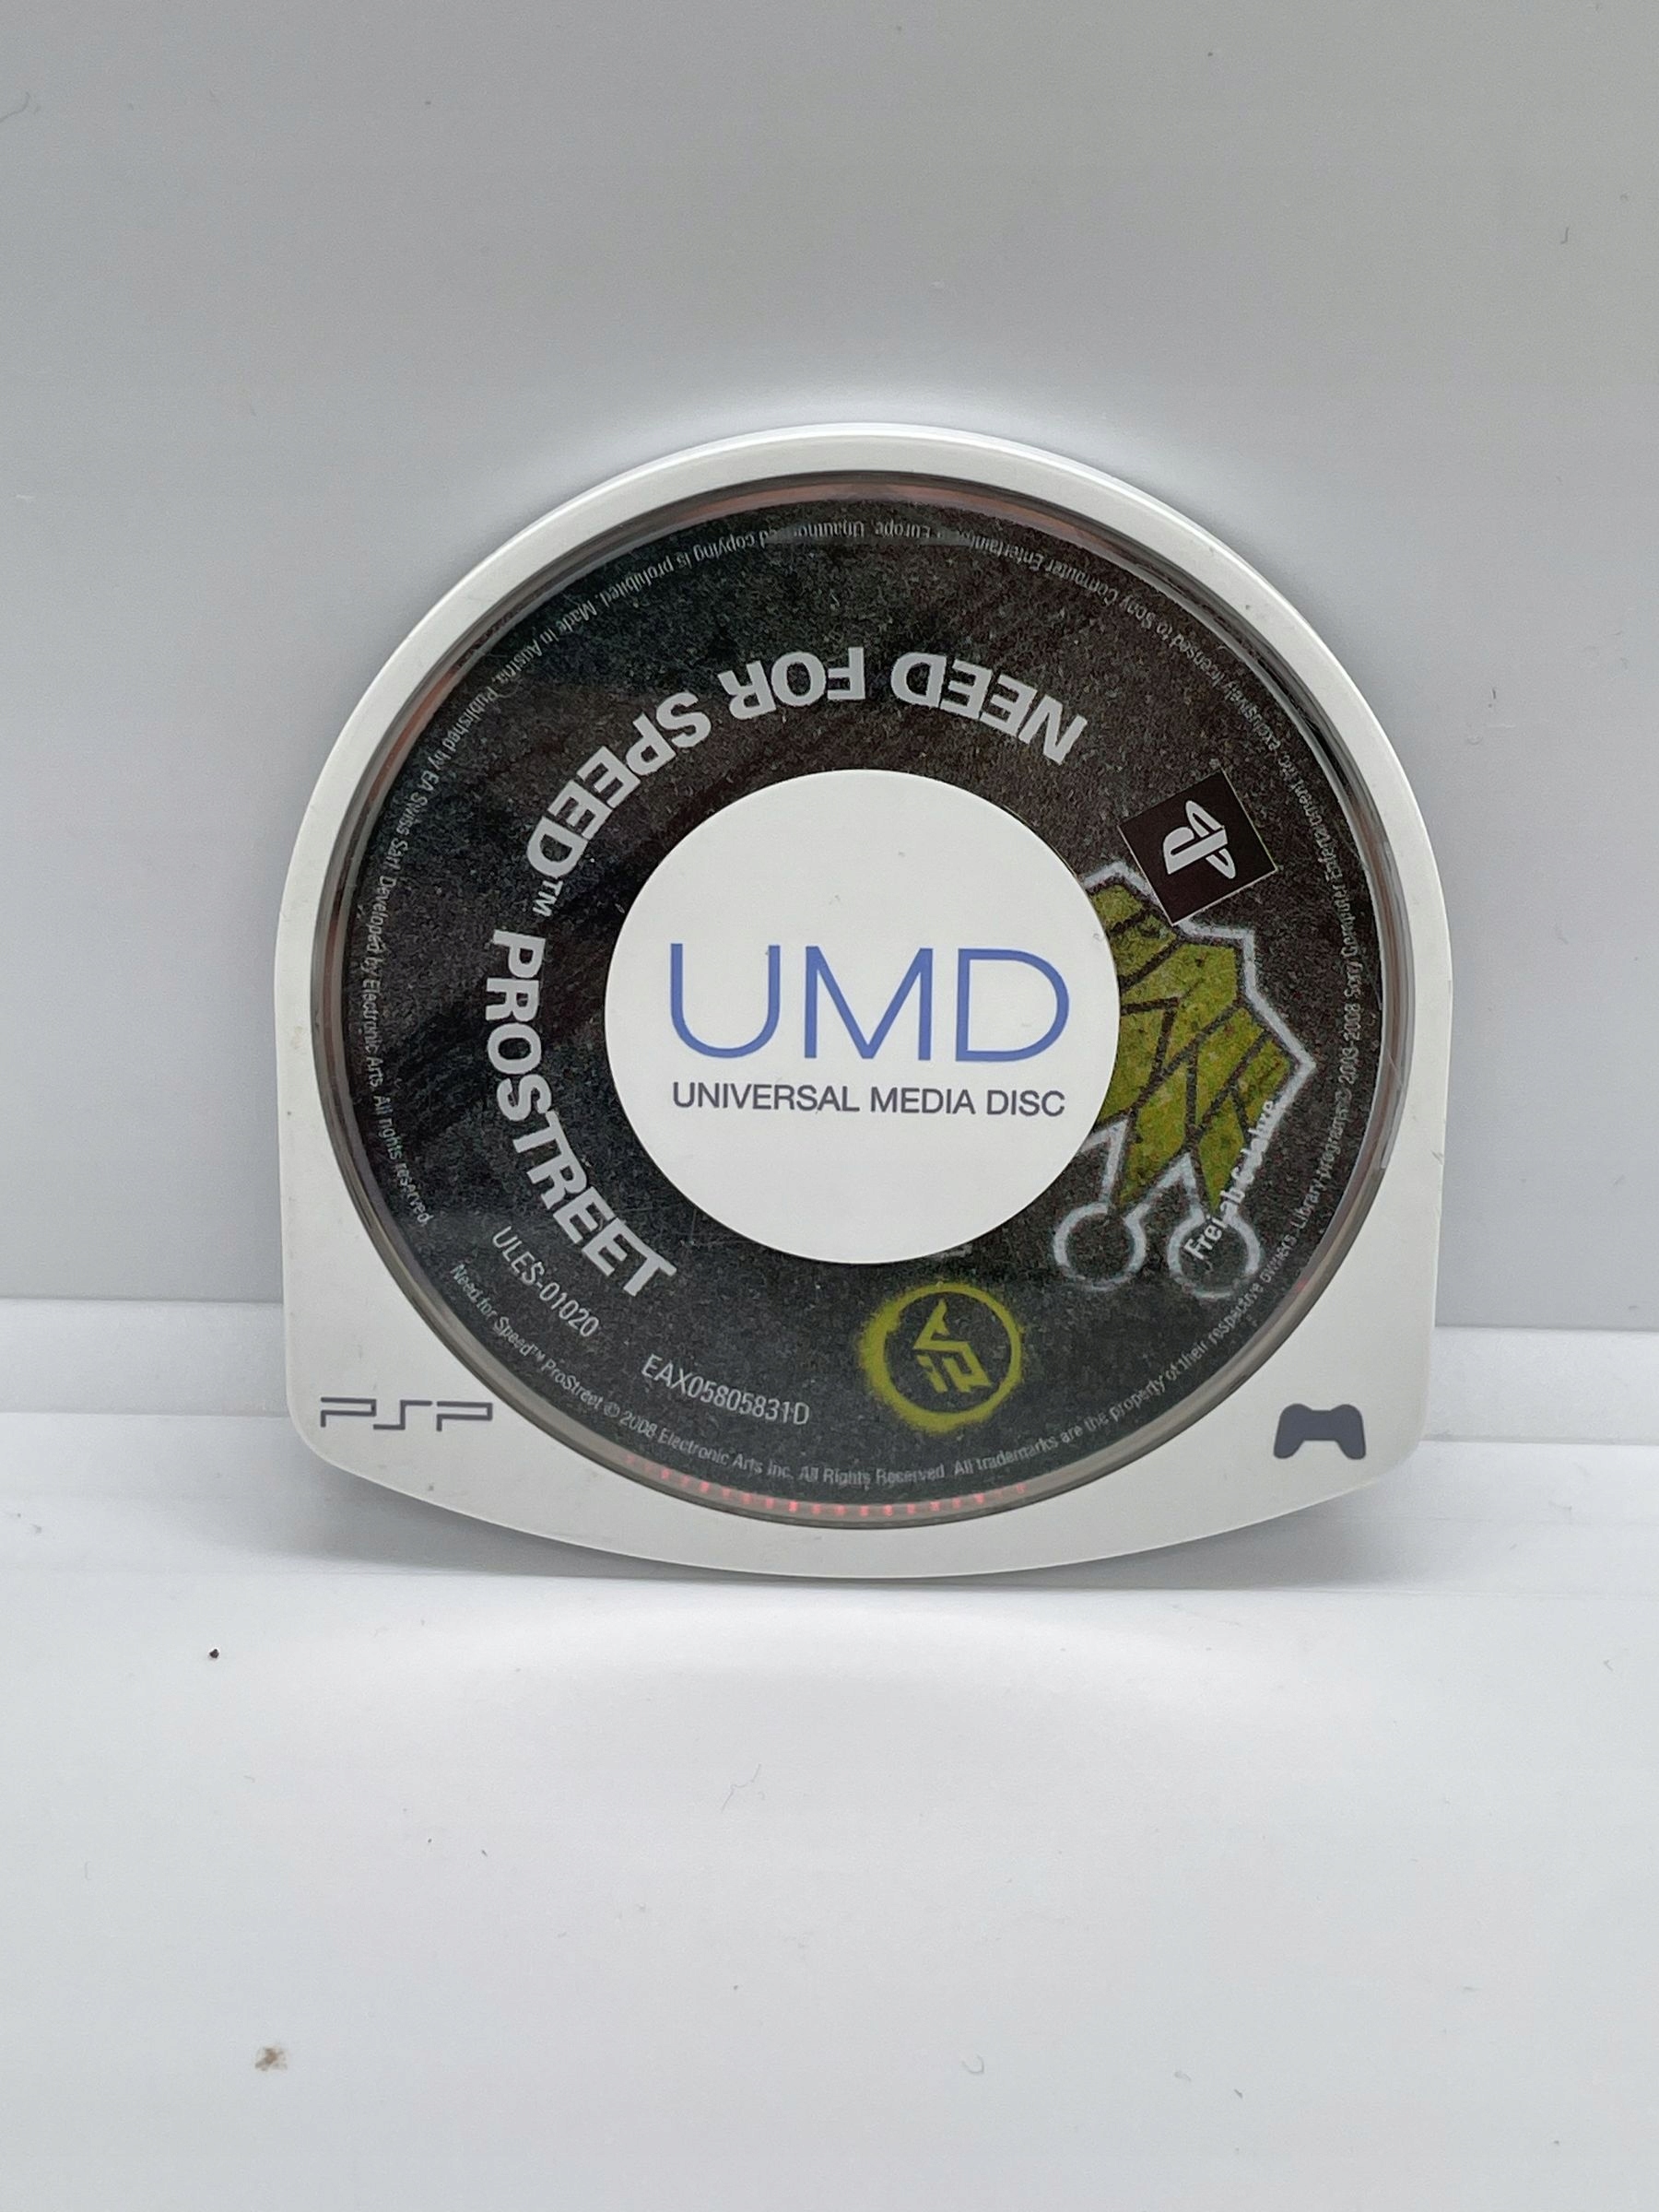 NEED FOR SPEED™ PROSTREET
UMD
UNIVERSAL MEDIA DISC
ULES-01020
EAX05805831D
Need for Speed™ ProStreet © 2008 Electronic Arts Inc. All Rights Reserved. All trademarks are the property of their respective owners. Library programs © 2003-2008 Sony Computer Entertainment Inc. exclusively licensed to Sony Computer Entertainment Europe. Unauthorised copying is prohibited. Made in Austria. Published by EA Swiss Sarl. Developed by Electronic Arts. All rights reserved.
PSP